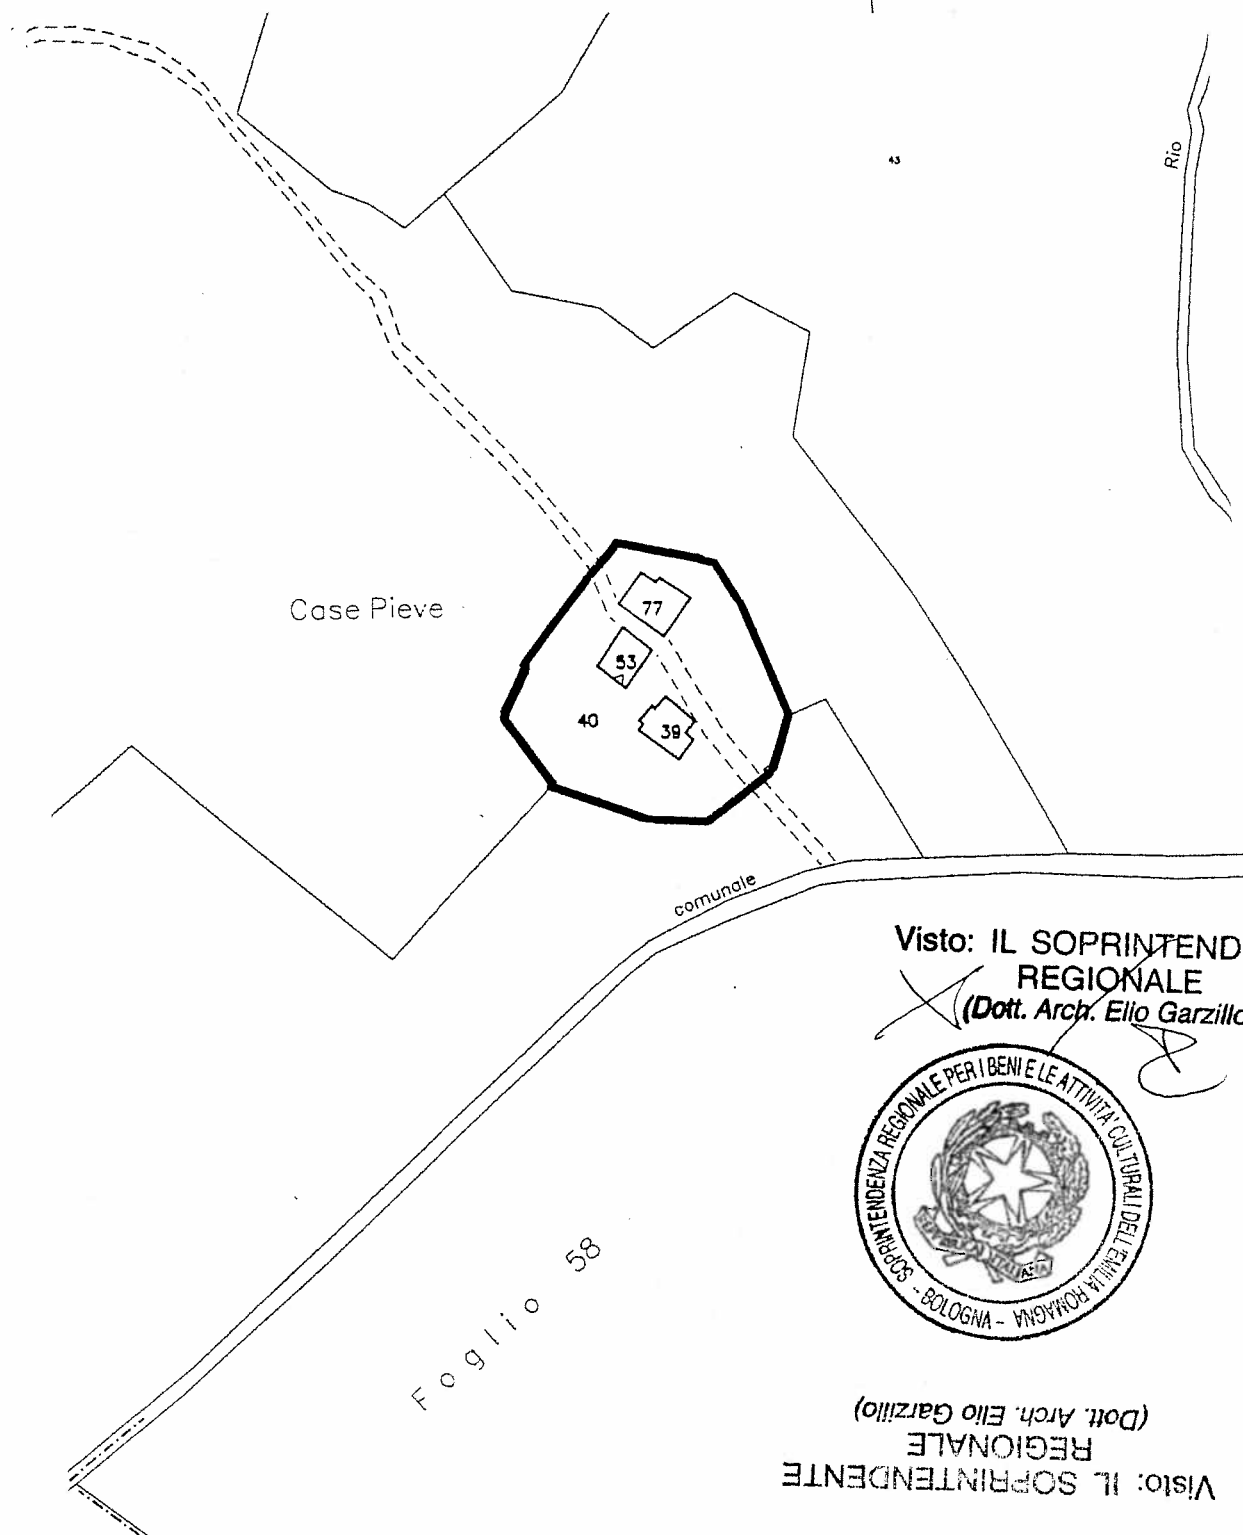 43
Rio
Case Pieve
77
53
40
39
comunale
Visto: IL SOPRINTEND
REGIONALE
(Dott. Arch. Elio Garzillo
SOPRINTENDENZA REGIONALE PER I BENI E LE ATTIVITA' CULTURALI DELL'EMILIA ROMAGNA - BOLOGNA -
Foglio 58
Visto: IL SOPRINTENDENTE
REGIONALE
(Dott. Arch. Elio Garzillo)